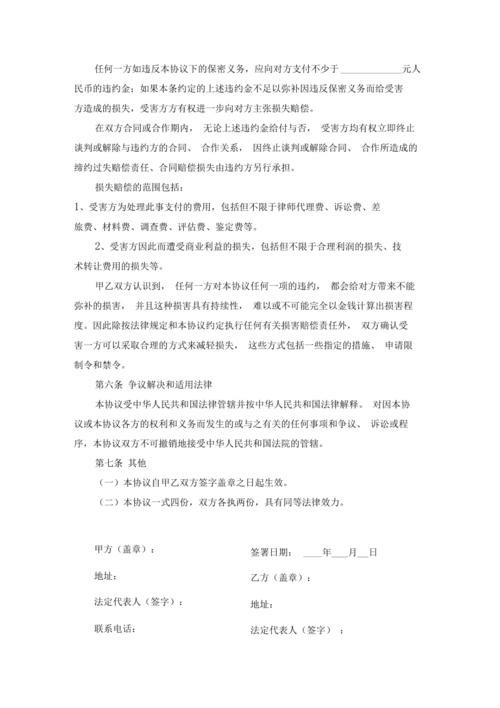 任何一方如违反本协议下的保密义务，应向对方支付不少于 ____________元人
民币的违约金；如果本条约定的上述违约金不足以弥补因违反保密义务而给受害
方造成的损失，受害方方有权进一步向对方主张损失赔偿。
在双方合同或合作期内， 无论上述违约金给付与否， 受害方均有权立即终止
谈判或解除与违约方的合同、 合作关系， 因终止谈判或解除合同、 合作所造成的
缔约过失赔偿责任、合同赔偿损失由违约方另行承担。
损失赔偿的范围包括：
1、受害方为处理此事支付的费用，包括但不限于律师代理费、诉讼费、差
旅费、材料费、调查费、评估费、鉴定费等。
2、受害方因此而遭受商业利益的损失，包括但不限于合理利润的损失、技
术转让费用的损失等。
甲乙双方认识到， 任何一方对本协议任何一项的违约， 都会给对方带来不能
弥补的损害， 并且这种损害具有持续性， 难以或不可能完全以金钱计算出损害程
度。因此除按法律规定和本协议约定执行任何有关损害赔偿责任外， 双方确认受
害一方可以采取合理的方式来减轻损失， 这些方式包括一些指定的措施、 申请限
制令和禁令。
第六条 争议解决和适用法律
本协议受中华人民共和国法律管辖并按中华人民共和国法律解释。 对因本协
议或本协议各方的权利和义务而发生的或与之有关的任何事项和争议、 诉讼或程
序，本协议双方不可撤销地接受中华人民共和国法院的管辖。
第七条 其他
（一）本协议自甲乙双方签字盖章之日起生效。
（二）本协议一式四份，双方各执两份，具有同等法律效力。
甲方（盖章）：
地址：
法定代表人（签字）：
联系电话：
签署日期： ____年___月__日
乙方（盖章）：
地址：
法定代表人（签字） ；